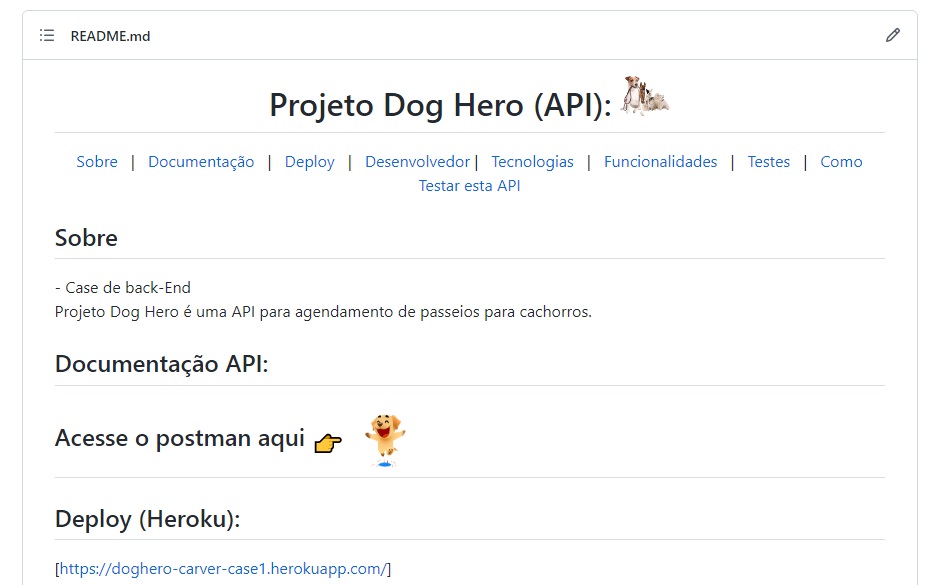 README.md
Projeto Dog Hero (API):
Sobre | Documentação | Deploy | Desenvolvedor | Tecnologias | Funcionalidades | Testes | Como
Testar esta API
Sobre
- Case de back-End
Projeto Dog Hero é uma API para agendamento de passeios para cachorros.
Documentação API:
Acesse o postman aqui 👉
Deploy (Heroku):
[https://doghero-carver-case1.herokuapp.com/]